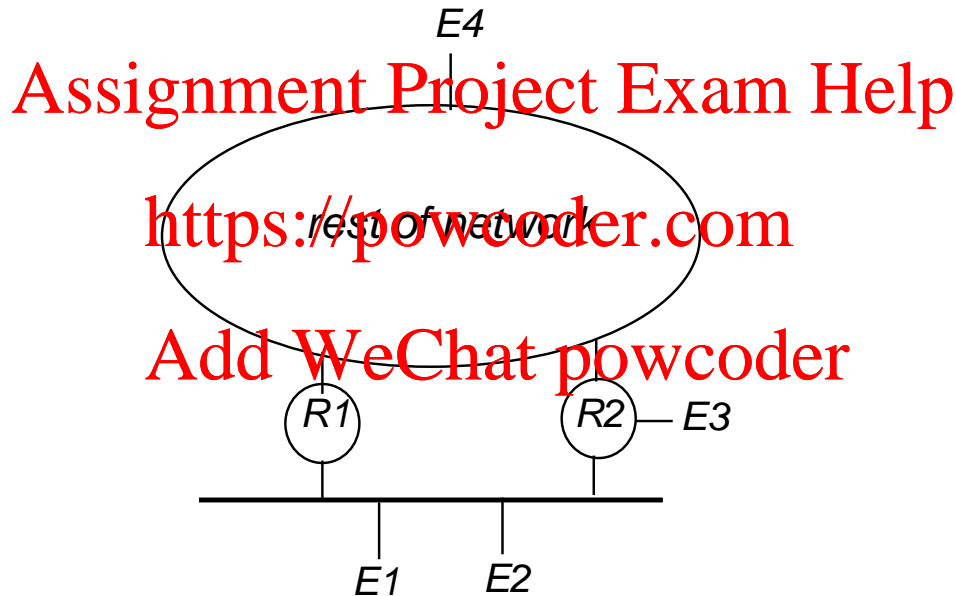 E4
Assignment Project Exam Help
rest of network
https://powcoder.com
Add WeChat powcoder
R1
R2
E3
E1
E2